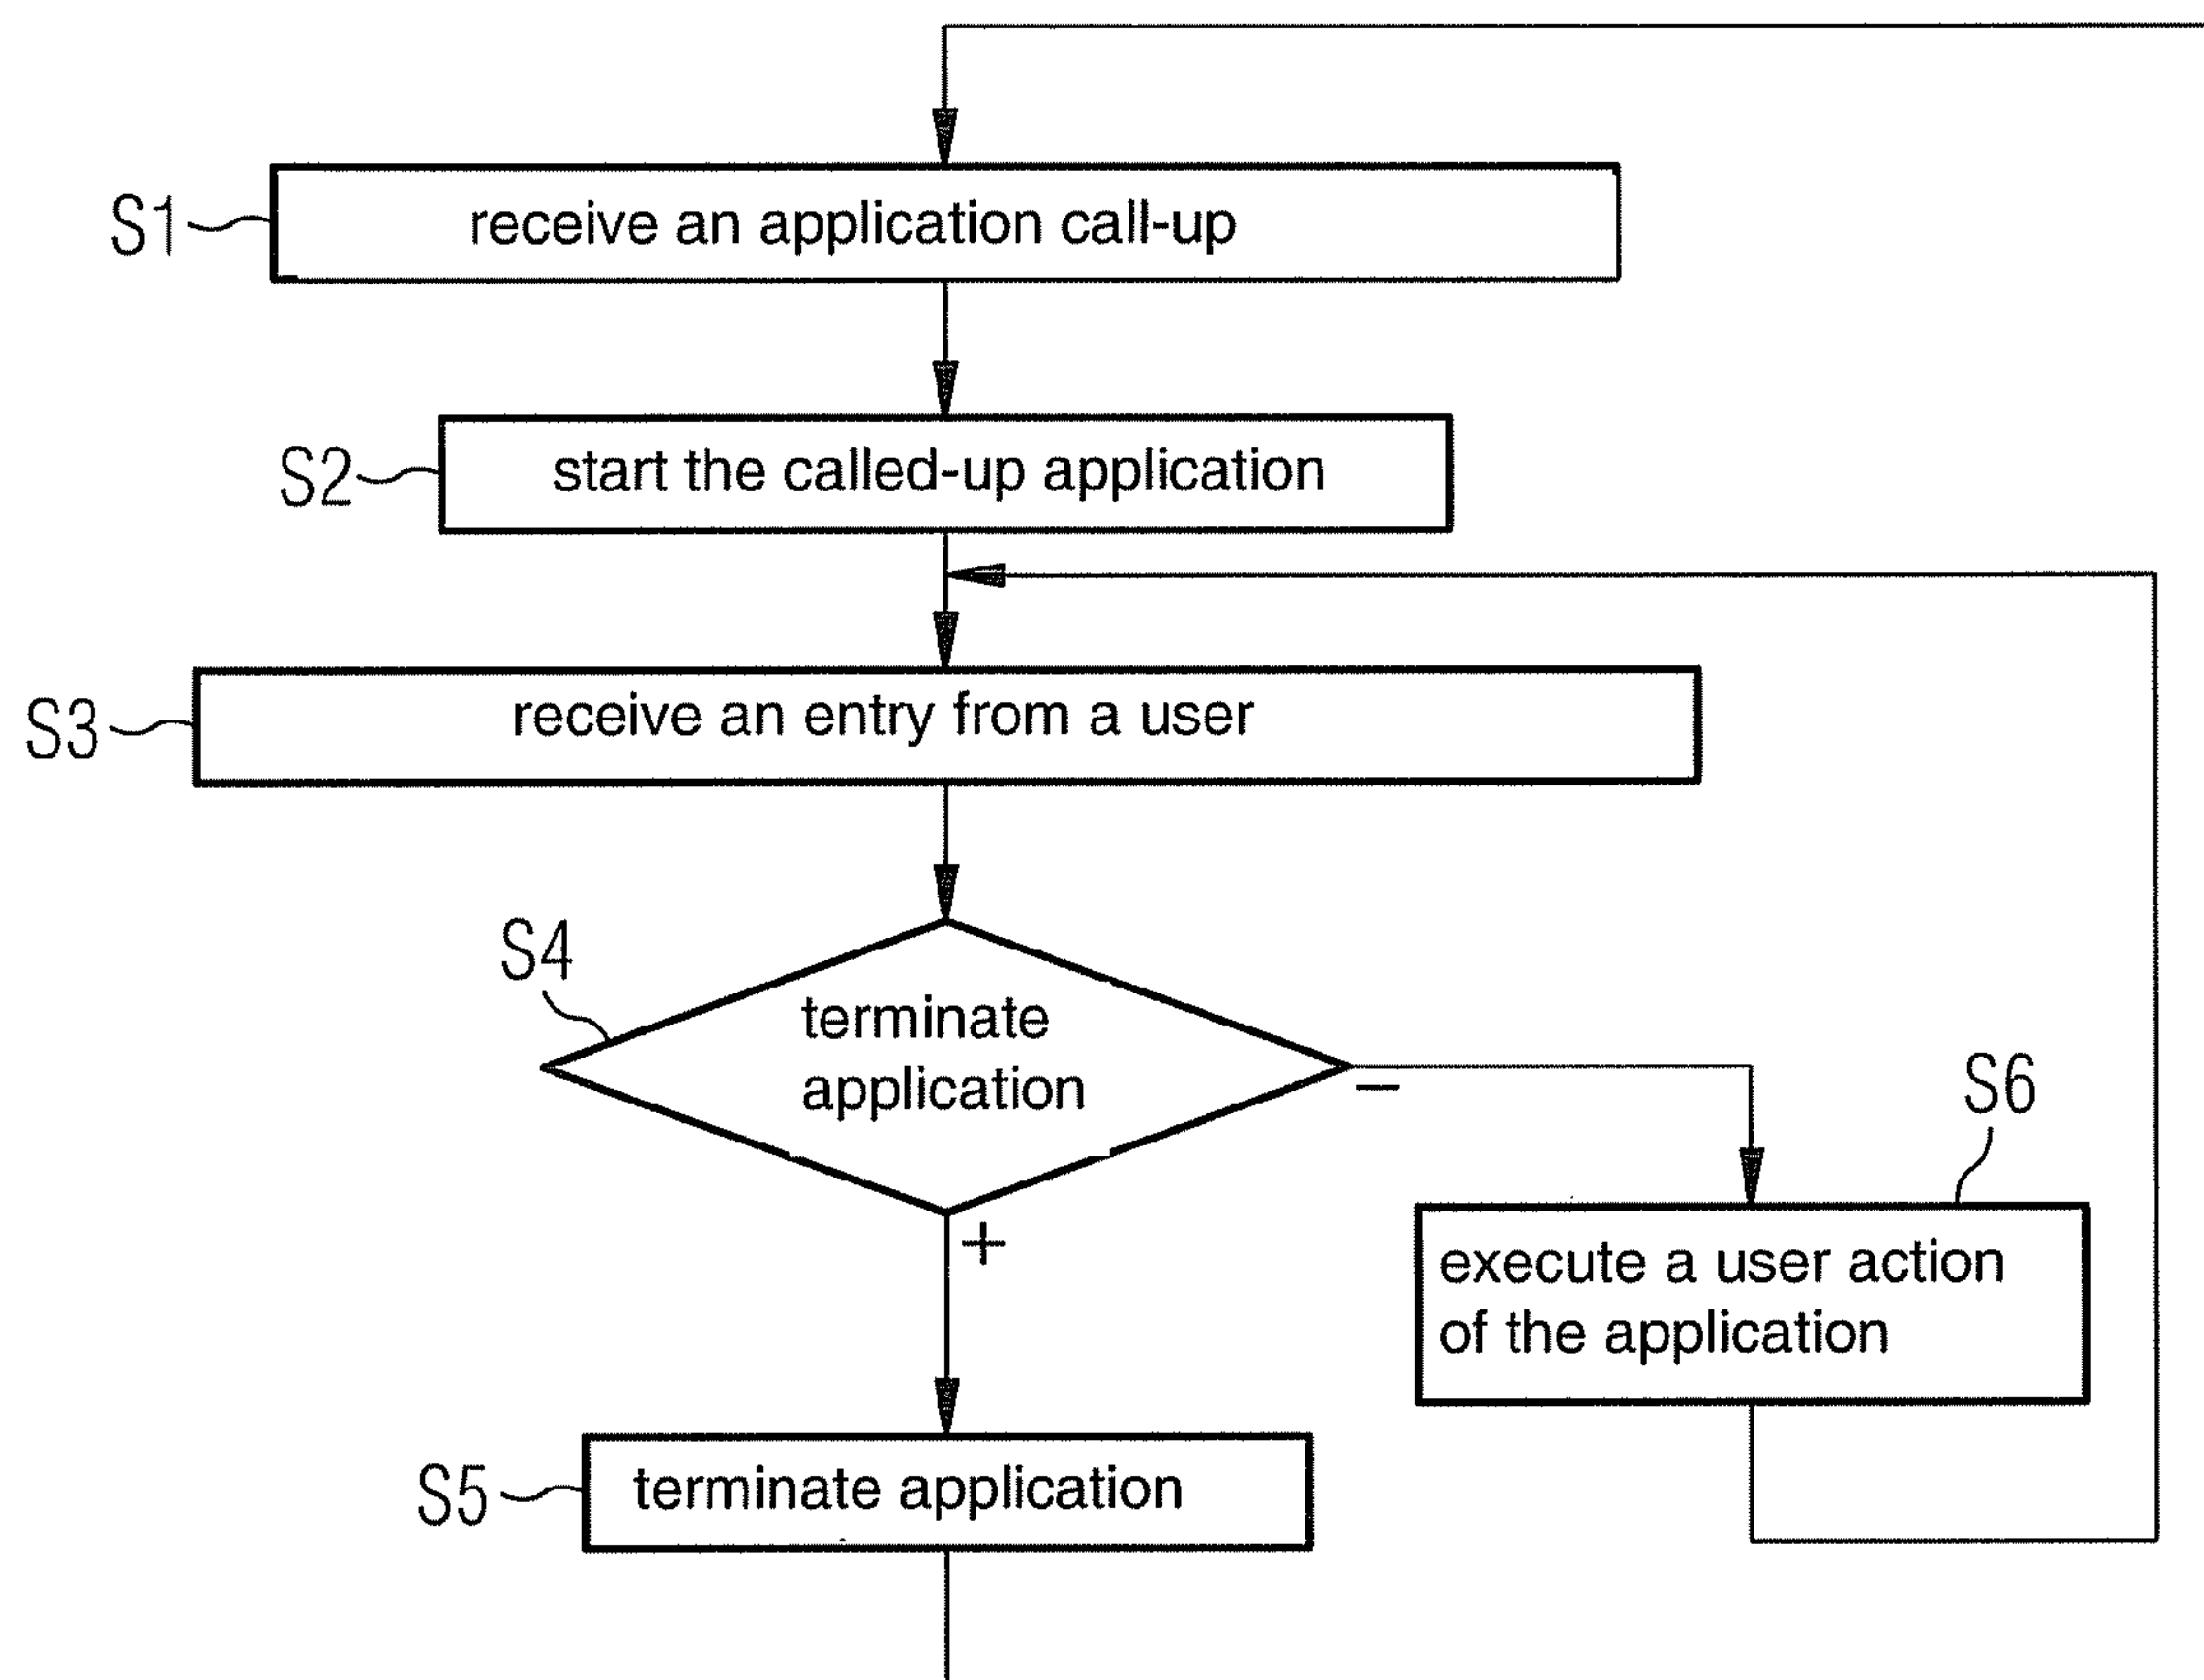 S1
receive an application call-up
S2
start the called-up application
S3
receive an entry from a user
S4
terminate
application
−
+
S6
execute a user action
of the application
S5
terminate application